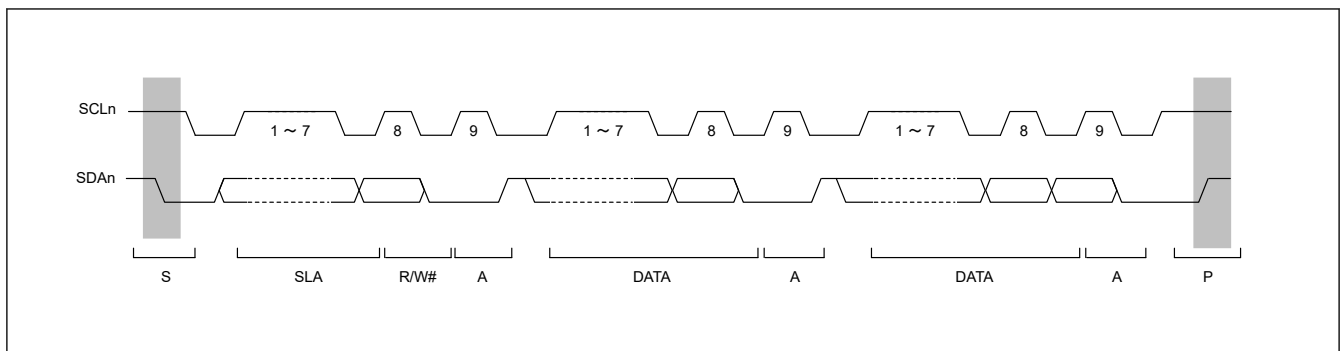 SCLn
1 ~ 7 8 9 1 ~ 7 8 9 1 ~ 7 8 9
SDAn
S SLA R/W# A DATA A DATA A P